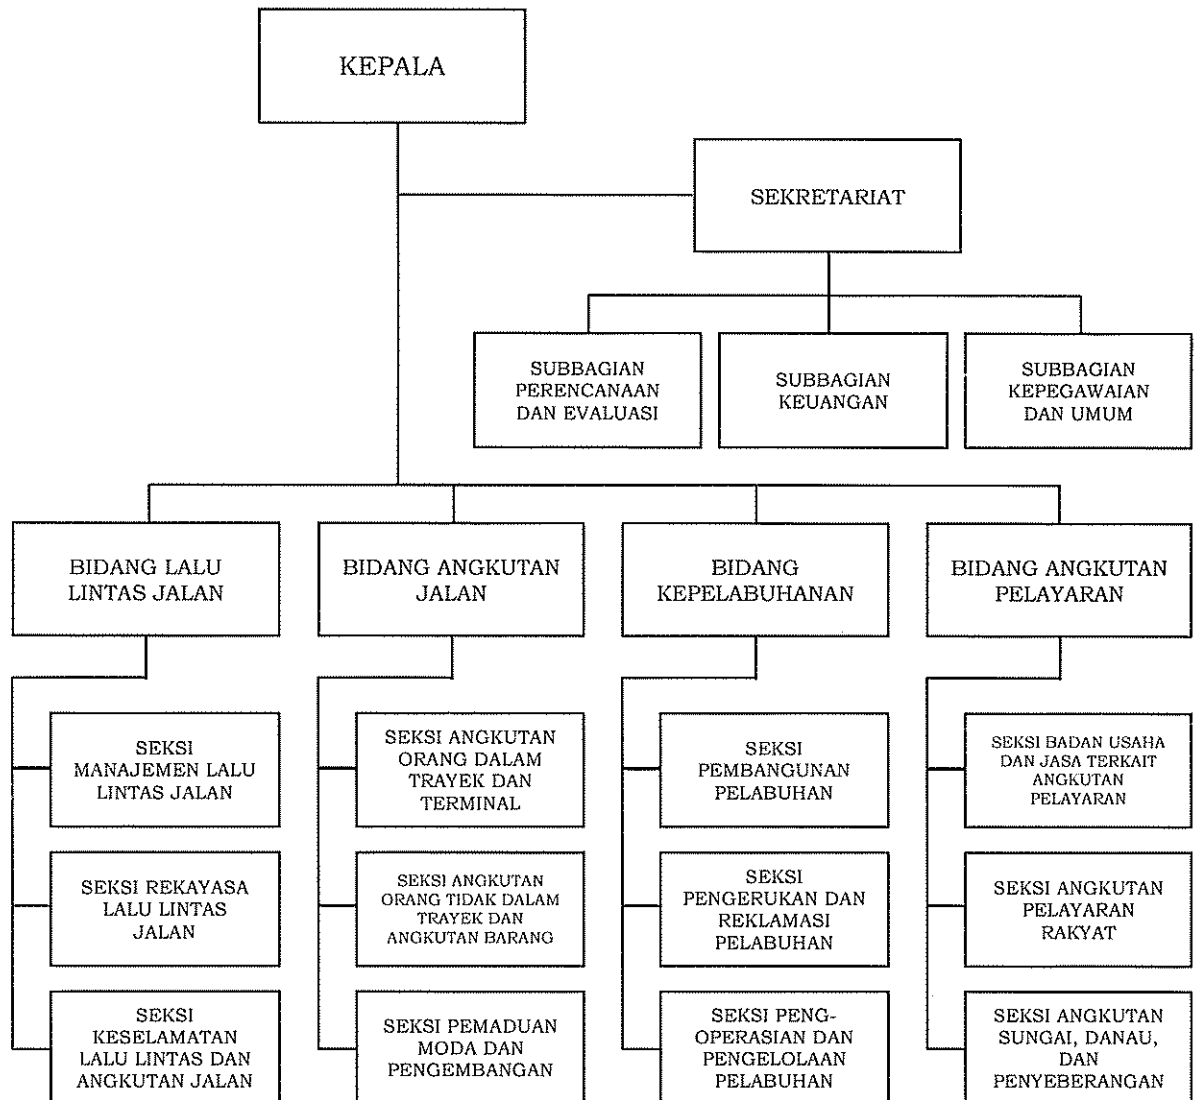 KEPALA
SEKRETARIAT
SUBBAGIAN
PERENCANAAN
DAN EVALUASI
SUBBAGIAN
KEUANGAN
SUBBAGIAN
KEPEGAWAIAN
DAN UMUM
BIDANG LALU
LINTAS JALAN
BIDANG ANGKUTAN
JALAN
BIDANG
KEPELABUHANAN
BIDANG ANGKUTAN
PELAYARAN
SEKSI
MANAJEMEN LALU
LINTAS JALAN
SEKSI ANGKUTAN
ORANG DALAM
TRAYEK DAN
TERMINAL
SEKSI
PEMBANGUNAN
PELABUHAN
SEKSI BADAN USAHA
DAN JASA TERKAIT
ANGKUTAN
PELAYARAN
SEKSI REKAYASA
LALU LINTAS
JALAN
SEKSI ANGKUTAN
ORANG TIDAK DALAM
TRAYEK DAN
ANGKUTAN BARANG
SEKSI
PENGERUKAN DAN
REKLAMASI
PELABUHAN
SEKSI ANGKUTAN
PELAYARAN
RAKYAT
SEKSI
KESELAMATAN
LALU LINTAS DAN
ANGKUTAN JALAN
SEKSI PEMADUAN
MODA DAN
PENGEMBANGAN
SEKSI PENG-
OPERASIAN DAN
PENGELOLAAN
PELABUHAN
SEKSI ANGKUTAN
SUNGAI, DANAU,
DAN
PENYEBERANGAN